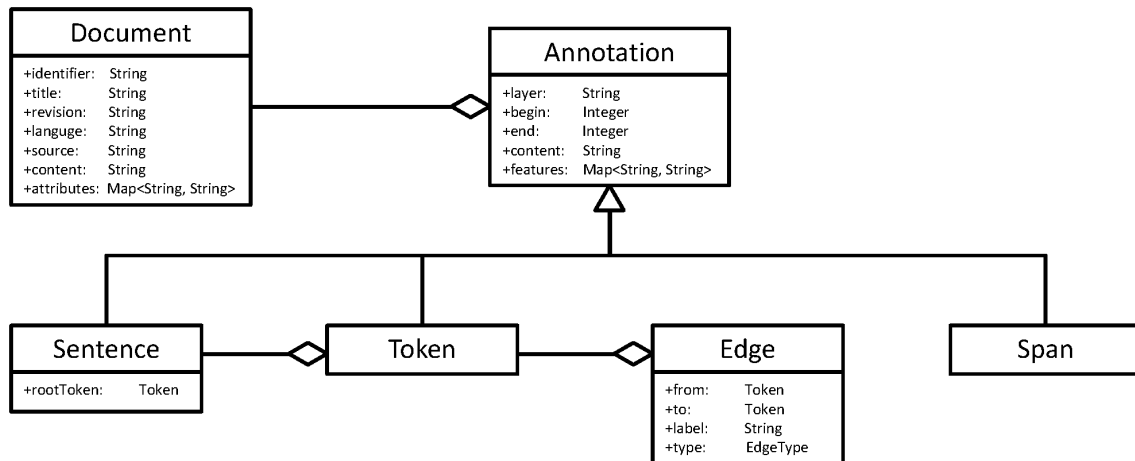 Document
+identifier: String
+title: String
+revision: String
+languge: String
+source: String
+content: String
+attributes: Map<String, String>
Annotation
+layer: String
+begin: Integer
+end: Integer
+content: String
+features: Map<String, String>
Sentence
+rootToken: Token
Token
Edge
+from: Token
+to: Token
+label: String
+type: EdgeType
Span